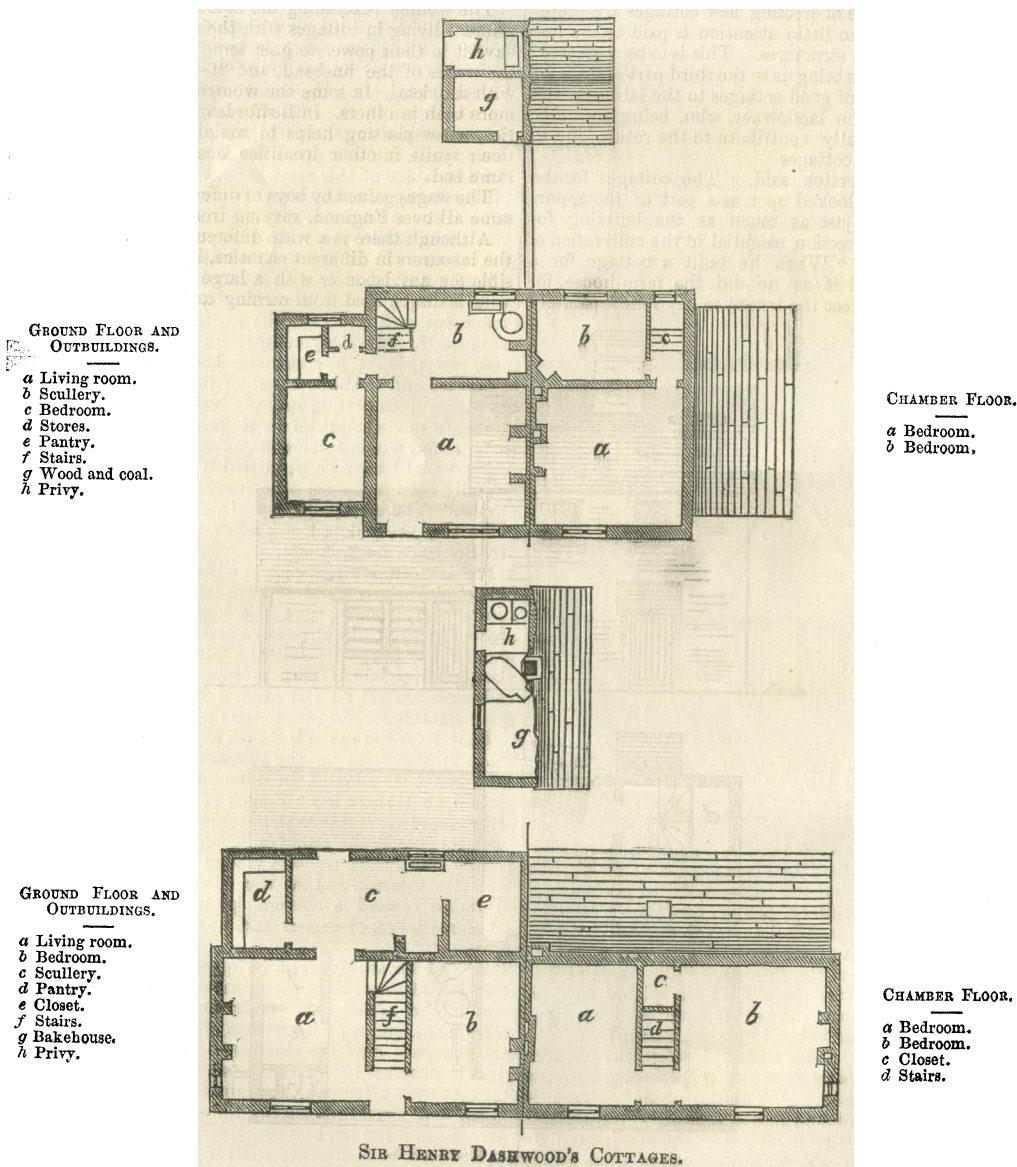 h
g
GROUND FLOOR AND
OUTBUILDINGS.
a Living room.
b Scullery.
c Bedroom.
d Stores.
e Pantry.
f Stairs.
g Wood and coal.
h Privy.
e
d
f
b
b
c
c
a
a
CHAMBER FLOOR.
a Bedroom.
b Bedroom,
h
g
GROUND FLOOR AND
OUTBUILDINGS.
a Living room.
b Bedroom.
c Scullery.
d Pantry.
e Closet.
f Stairs.
g Bakehouse.
h Privy.
d
c
e
a
f
b
a
c
d
b
CHAMBER FLOOR.
a Bedroom.
b Bedroom.
c Closet.
d Stairs.
SIR HENRY DASHWOOD'S COTTAGES.